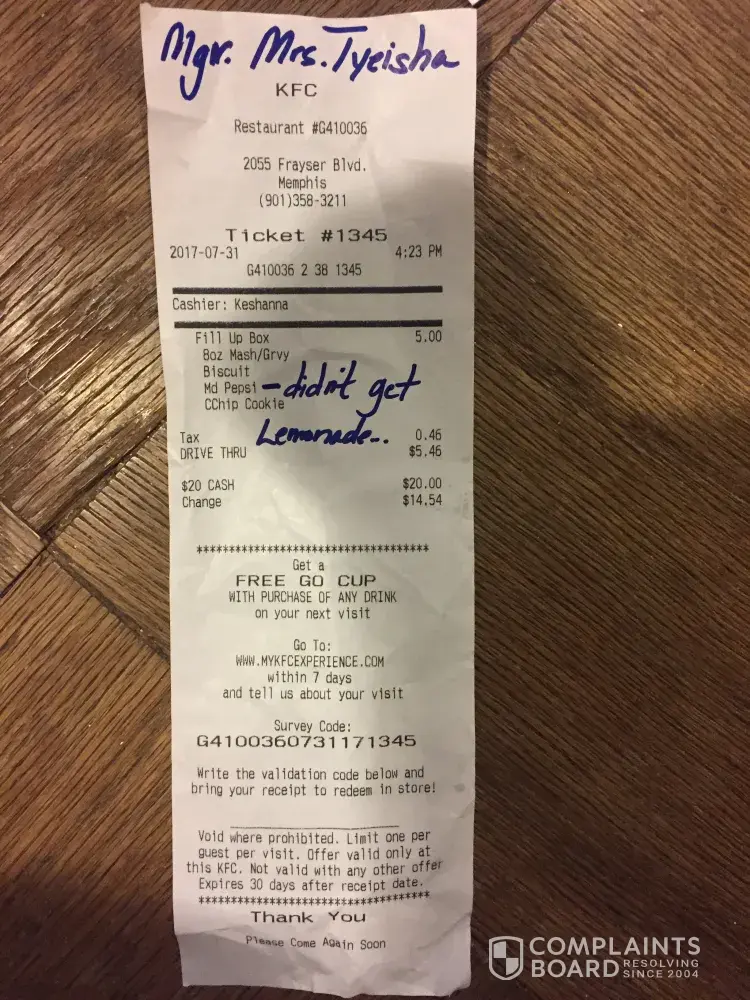 Mgr. Mrs. Tyeisha
KFC
Restaurant #G410036
2055 Frayser Blvd.
Memphis
(901)358-3211
Ticket #1345
2017-07-31 4:23 PM
G410036 2 38 1345
Cashier: Keshanna
Fill Up Box 5.00
8oz Mash/Grvy
Biscuit
Md Pepsi - didn't get
CChip Cookie
Lemonade..
Tax 0.46
DRIVE THRU $5.46
$20 CASH $20.00
Change $14.54
************************************
Get a
FREE GO CUP
WITH PURCHASE OF ANY DRINK
on your next visit
Go To:
WWW.MYKFCEXPERIENCE.COM
within 7 days
and tell us about your visit
Survey Code:
G4100360731171345
Write the validation code below and
bring your receipt to redeem in store!
Void where prohibited. Limit one per
guest per visit. Offer valid only at
this KFC. Not valid with any other offer
Expires 30 days after receipt date.
************************************
Thank You
Please Come Again Soon
COMPLAINTS
BOARD RESOLVING
SINCE 2004